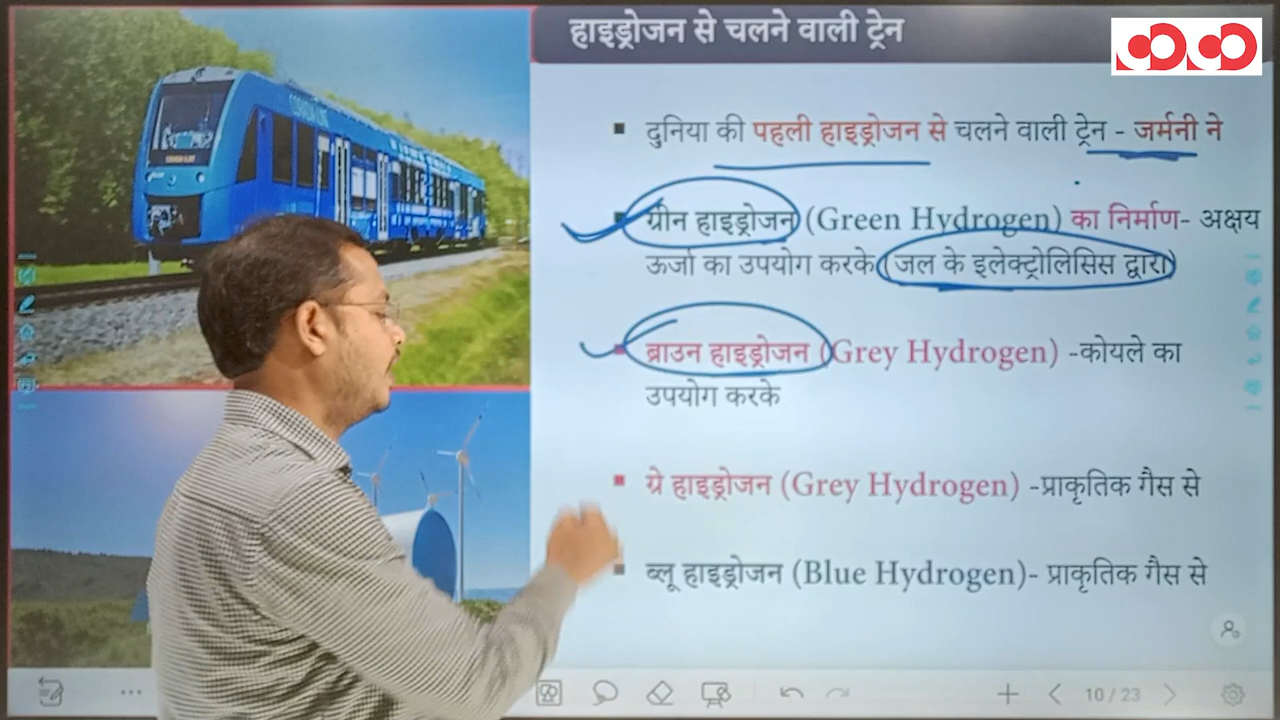 हाइड्रोजन से चलने वाली ट्रेन
दुनिया की पहली हाइड्रोजन से चलने वाली ट्रेन - जर्मनी ने
ग्रीन हाइड्रोजन (Green Hydrogen) का निर्माण- अक्षय
ऊर्जा का उपयोग करके (जल के इलेक्ट्रोलिसिस द्वारा)
ब्राउन हाइड्रोजन (Grey Hydrogen) -कोयले का
उपयोग करके
ग्रे हाइड्रोजन (Grey Hydrogen) -प्राकृतिक गैस से
ब्लू हाइड्रोजन (Blue Hydrogen)- प्राकृतिक गैस से
10 / 23